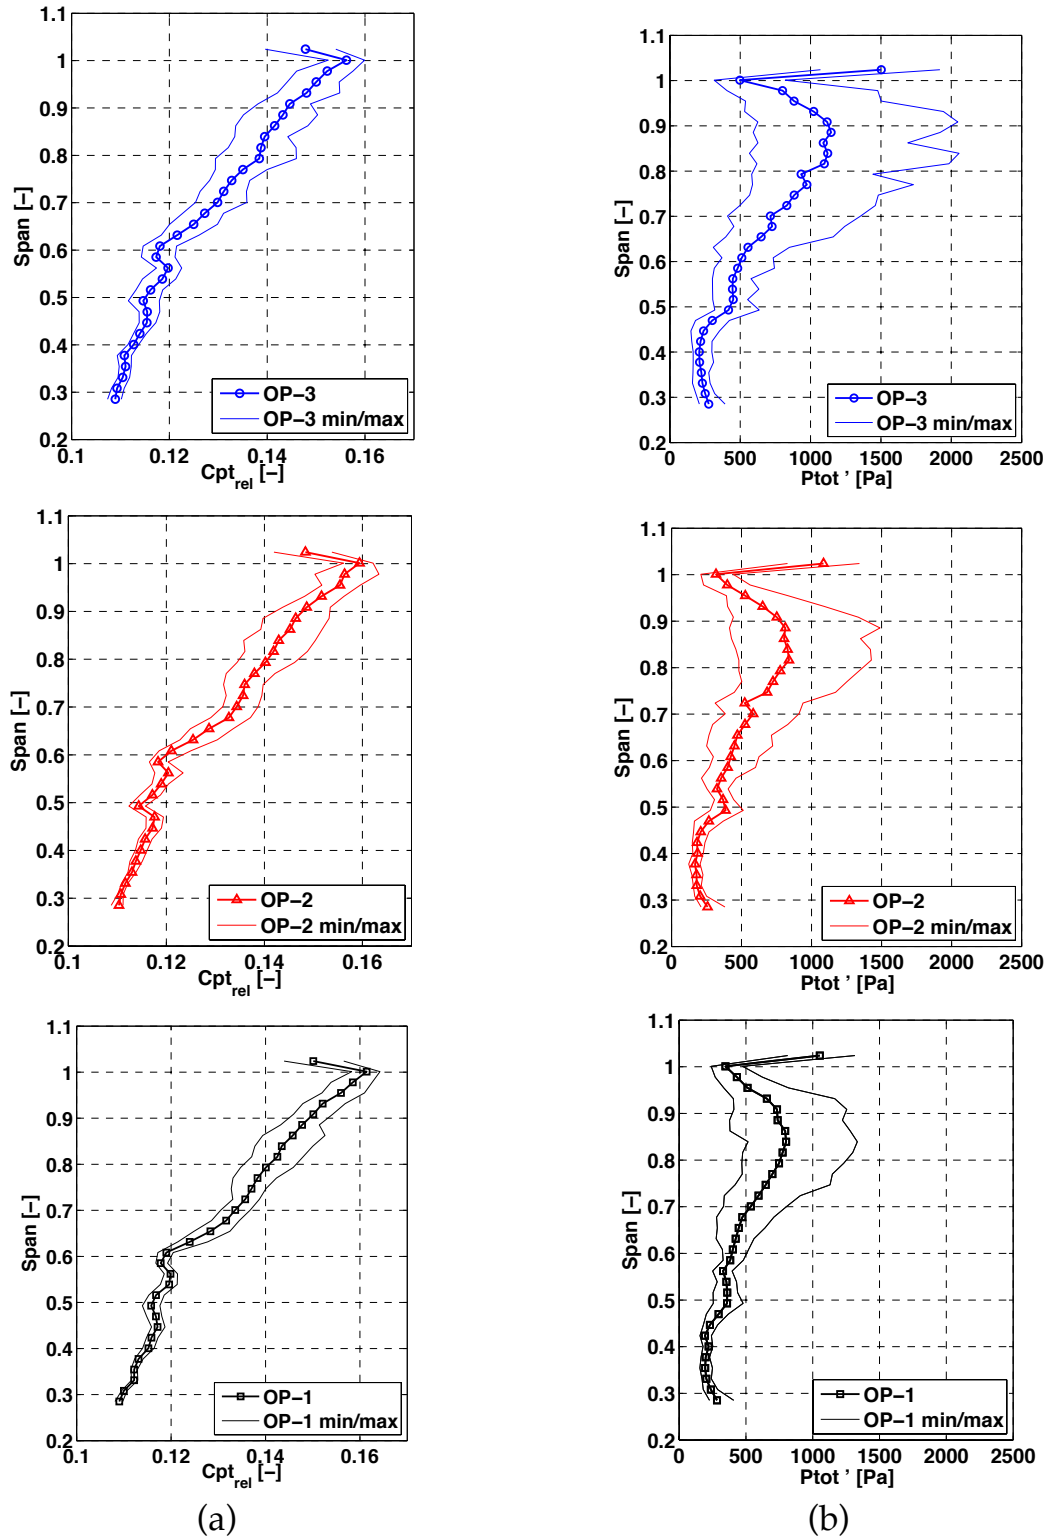 1.1
1
0.9
0.8
0.7
0.6
0.5
0.4
0.3
0.2
Span [−]
0.1 0.12 0.14 0.16
Cpt_rel [−]
OP−3
OP−3 min/max
1.1
1
0.9
0.8
0.7
0.6
0.5
0.4
0.3
0.2
Span [−]
0 500 1000 1500 2000 2500
Ptot ' [Pa]
OP−3
OP−3 min/max
1.1
1
0.9
0.8
0.7
0.6
0.5
0.4
0.3
0.2
Span [−]
0.1 0.12 0.14 0.16
Cpt_rel [−]
OP−2
OP−2 min/max
1.1
1
0.9
0.8
0.7
0.6
0.5
0.4
0.3
0.2
Span [−]
0 500 1000 1500 2000 2500
Ptot ' [Pa]
OP−2
OP−2 min/max
1.1
1
0.9
0.8
0.7
0.6
0.5
0.4
0.3
0.2
Span [−]
0.1 0.12 0.14 0.16
Cpt_rel [−]
OP−1
OP−1 min/max
1.1
1
0.9
0.8
0.7
0.6
0.5
0.4
0.3
0.2
Span [−]
0 500 1000 1500 2000 2500
Ptot ' [Pa]
OP−1
OP−1 min/max
(a)
(b)